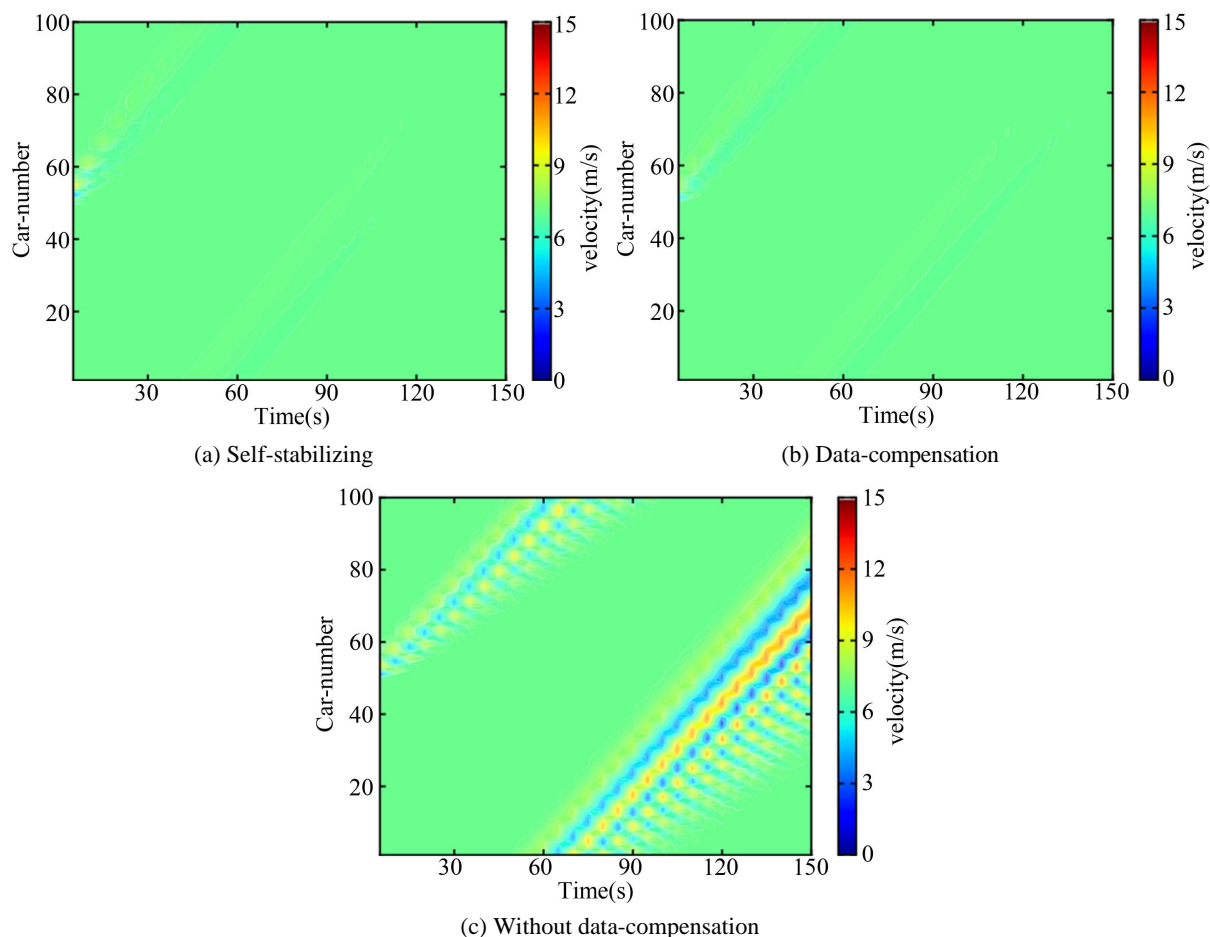 100
80
60
40
20
Car-number
30 60 90 120 150
Time(s)
15
12
9
6
3
0
velocity(m/s)
(a) Self-stabilizing
100
80
60
40
20
Car-number
30 60 90 120 150
Time(s)
15
12
9
6
3
0
velocity(m/s)
(b) Data-compensation
100
80
60
40
20
Car-number
30 60 90 120 150
Time(s)
15
12
9
6
3
0
velocity(m/s)
(c) Without data-compensation